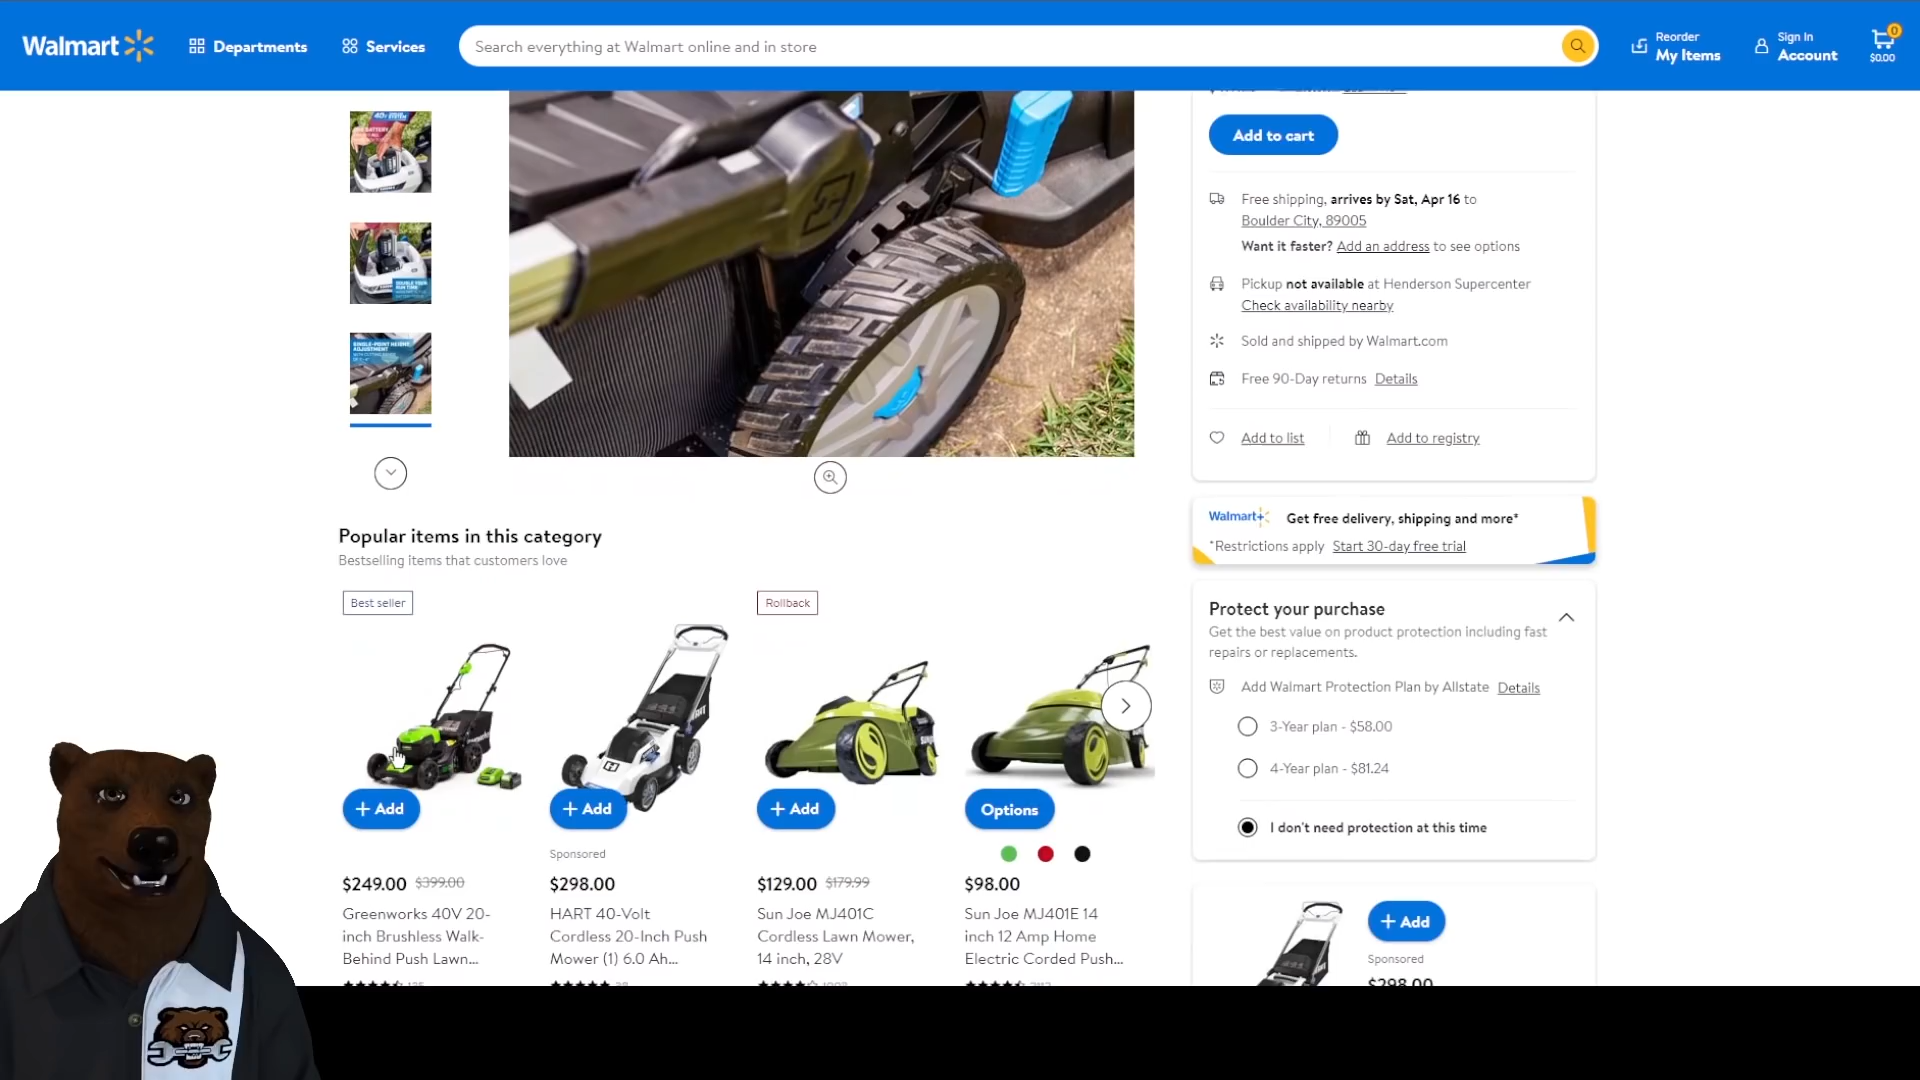 Walmart
Departments
Services
Search everything at Walmart online and in store
Reorder
My Items
Sign In
Account
0
$0.00
Add to cart
Free shipping, arrives by Sat, Apr 16 to
Boulder City, 89005
Want it faster? Add an address to see options
Pickup not available at Henderson Supercenter
Check availability nearby
Sold and shipped by Walmart.com
Free 90-Day returns Details
Add to list
Add to registry
SINGLE-POINT HEIGHT
ADJUSTMENT
Walmart+
Get free delivery, shipping and more*
*Restrictions apply Start 30-day free trial
Popular items in this category
Bestselling items that customers love
Protect your purchase
Get the best value on product protection including fast
repairs or replacements.
Add Walmart Protection Plan by Allstate Details
3-Year plan - $58.00
4-Year plan - $81.24
I don't need protection at this time
Best seller
+ Add
$249.00 $399.00
Greenworks 40V 20-
inch Brushless Walk-
Behind Push Lawn...
+ Add
Sponsored
$298.00
HART 40-Volt
Cordless 20-Inch Push
Mower (1) 6.0 Ah...
Rollback
+ Add
$129.00 $179.99
Sun Joe MJ401C
Cordless Lawn Mower,
14 inch, 28V
Options
$98.00
Sun Joe MJ401E 14
inch 12 Amp Home
Electric Corded Push...
+ Add
Sponsored
$298.00